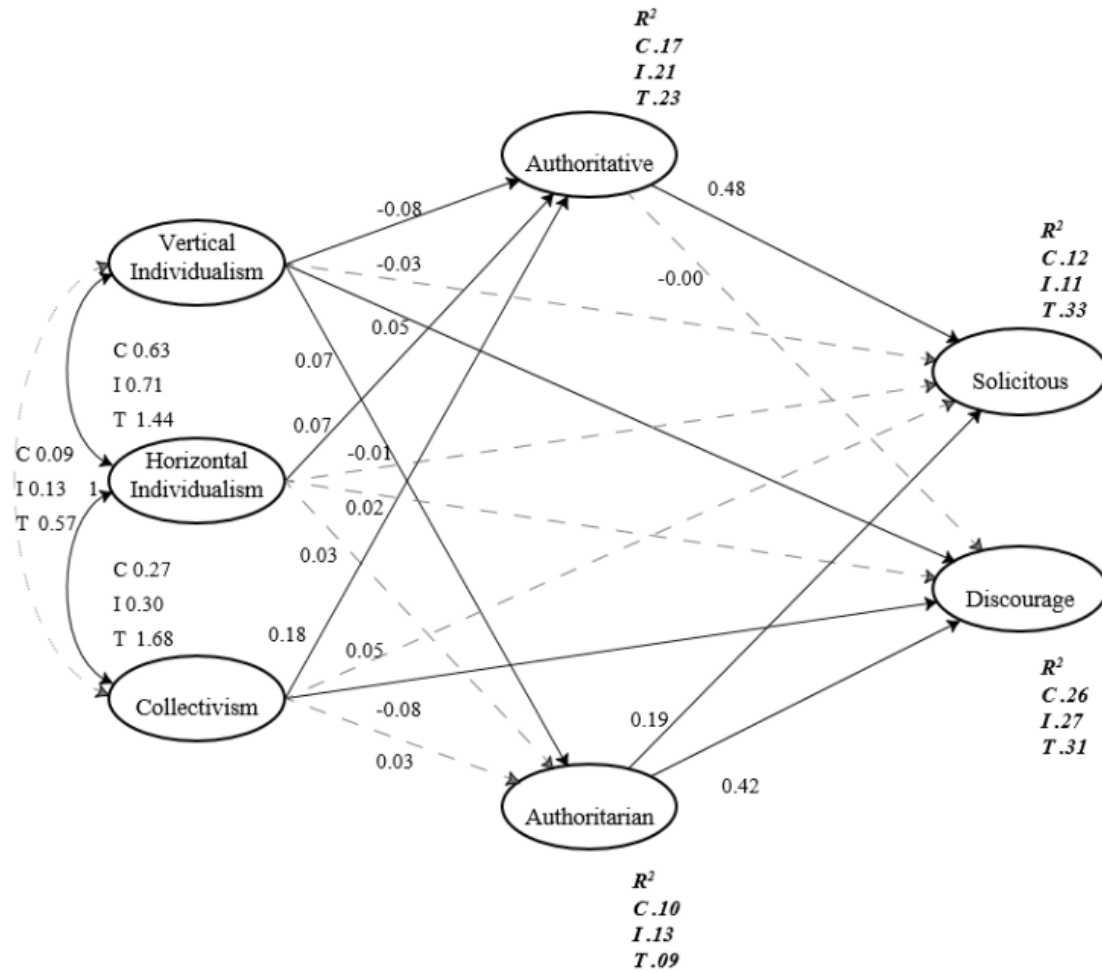 R²
C .17
I .21
T .23
Authoritative
-0.08
0.48
Vertical
Individualism
-0.03
-0.00
R²
C .12
I .11
T .33
0.05
0.07
C 0.63
I 0.71
T 1.44
Solicitous
0.07
C 0.09
I 0.13
T 0.57
1
Horizontal
Individualism
-0.01
0.02
0.03
C 0.27
I 0.30
T 1.68
0.18
0.05
Discourage
R²
C .26
I .27
T .31
Collectivism
-0.08
0.19
0.03
0.42
Authoritarian
R²
C .10
I .13
T .09